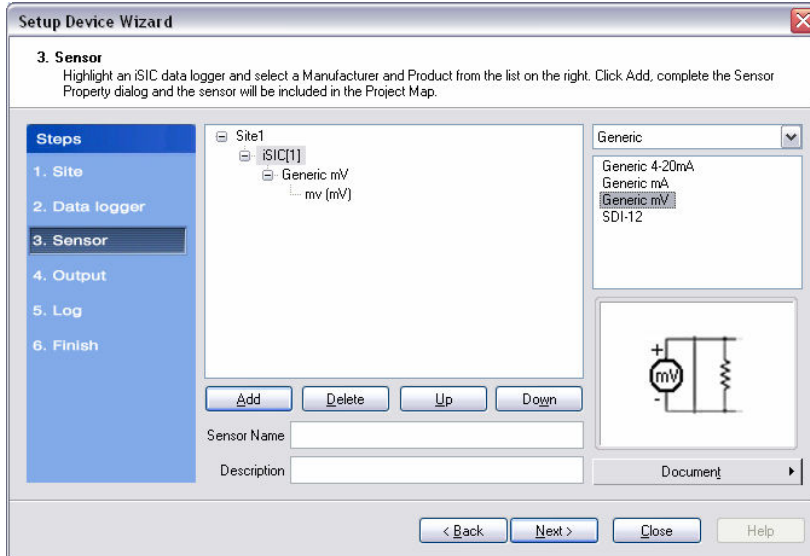 Setup Device Wizard
3. Sensor
Highlight an iSIC data logger and select a Manufacturer and Product from the list on the right. Click Add, complete the Sensor
Property dialog and the sensor will be included in the Project Map.
Steps
1. Site
2. Data logger
3. Sensor
4. Output
5. Log
6. Finish
Site1
iSIC[1]
Generic mV
mv (mV)
Add
Delete
Up
Down
Sensor Name
Description
Generic
Generic 4-20mA
Generic mA
Generic mV
SDI-12
+
mV
-
Document
< Back
Next >
Close
Help